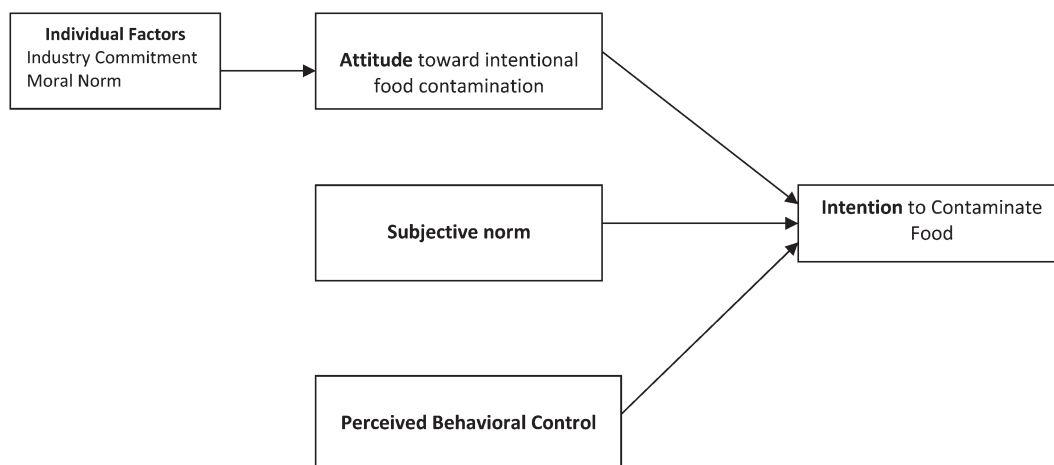 Individual Factors
Industry Commitment
Moral Norm
Attitude toward intentional
food contamination
Subjective norm
Intention to Contaminate
Food
Perceived Behavioral Control